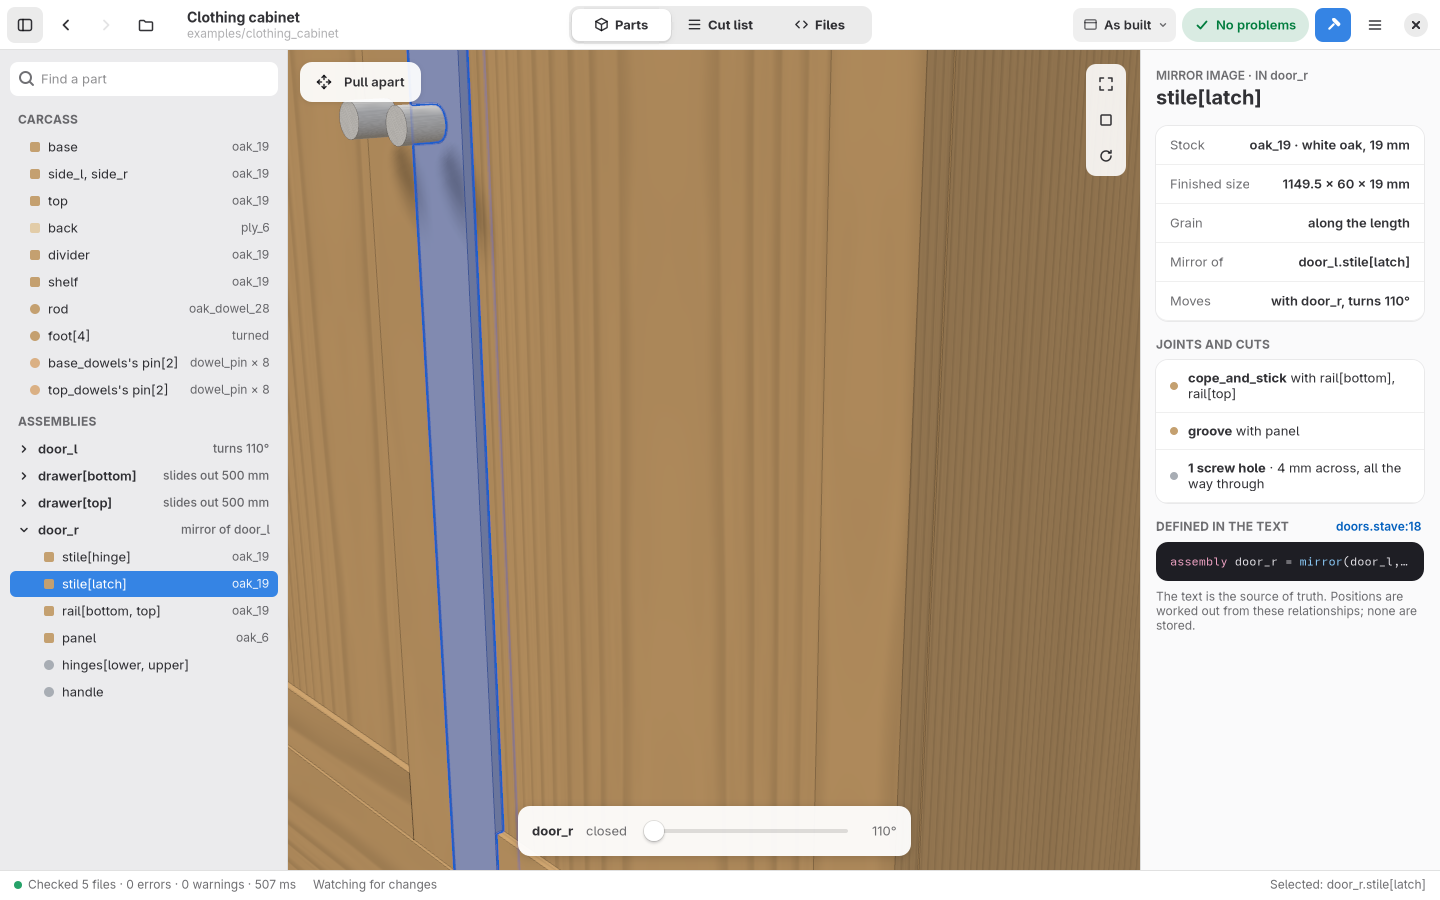 Clothing cabinet
examples/clothing_cabinet
Parts
Cut list
Files
As built
No problems
Find a part
CARCASS
base oak_19
side_l, side_r oak_19
top oak_19
back ply_6
divider oak_19
shelf oak_19
rod oak_dowel_28
foot[4] turned
base_dowels's pin[2] dowel_pin × 8
top_dowels's pin[2] dowel_pin × 8
ASSEMBLIES
door_l turns 110°
drawer[bottom] slides out 500 mm
drawer[top] slides out 500 mm
door_r mirror of door_l
stile[hinge] oak_19
stile[latch] oak_19
rail[bottom, top] oak_19
panel oak_6
hinges[lower, upper]
handle
Pull apart
door_r closed 110°
MIRROR IMAGE · IN door_r
stile[latch]
Stock oak_19 · white oak, 19 mm
Finished size 1149.5 × 60 × 19 mm
Grain along the length
Mirror of door_l.stile[latch]
Moves with door_r, turns 110°
JOINTS AND CUTS
cope_and_stick with rail[bottom],
rail[top]
groove with panel
1 screw hole · 4 mm across, all the
way through
DEFINED IN THE TEXT doors.stave:18
assembly door_r = mirror(door_l,…
The text is the source of truth. Positions are
worked out from these relationships; none are
stored.
Checked 5 files · 0 errors · 0 warnings · 507 ms Watching for changes
Selected: door_r.stile[latch]